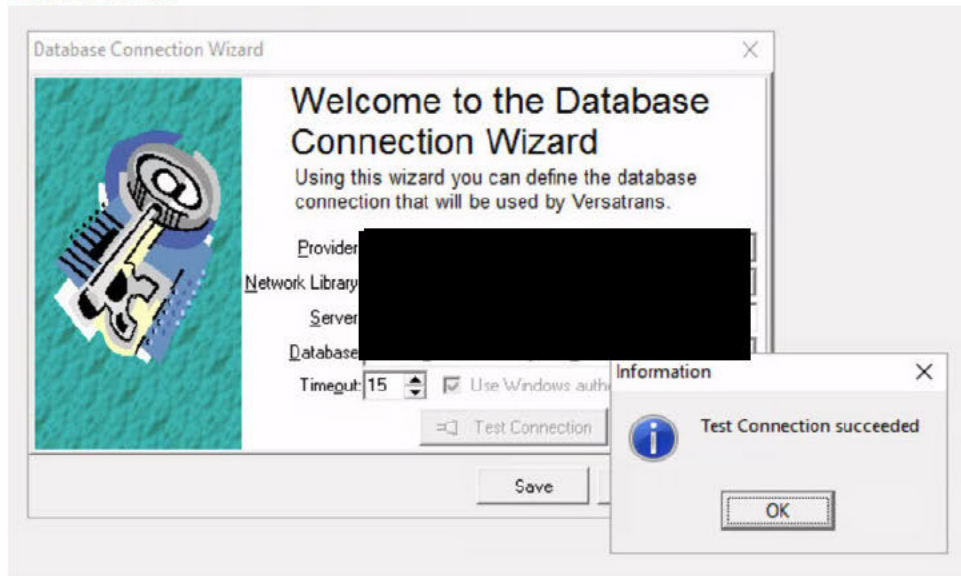 Database Connection Wizard
Welcome to the Database
Connection Wizard
Using this wizard you can define the database
connection that will be used by Versatrans.
Provider
Network Library
Server
Database
Timeout: 15
Use Windows
Test Connection
Save
Information
Test Connection succeeded
OK